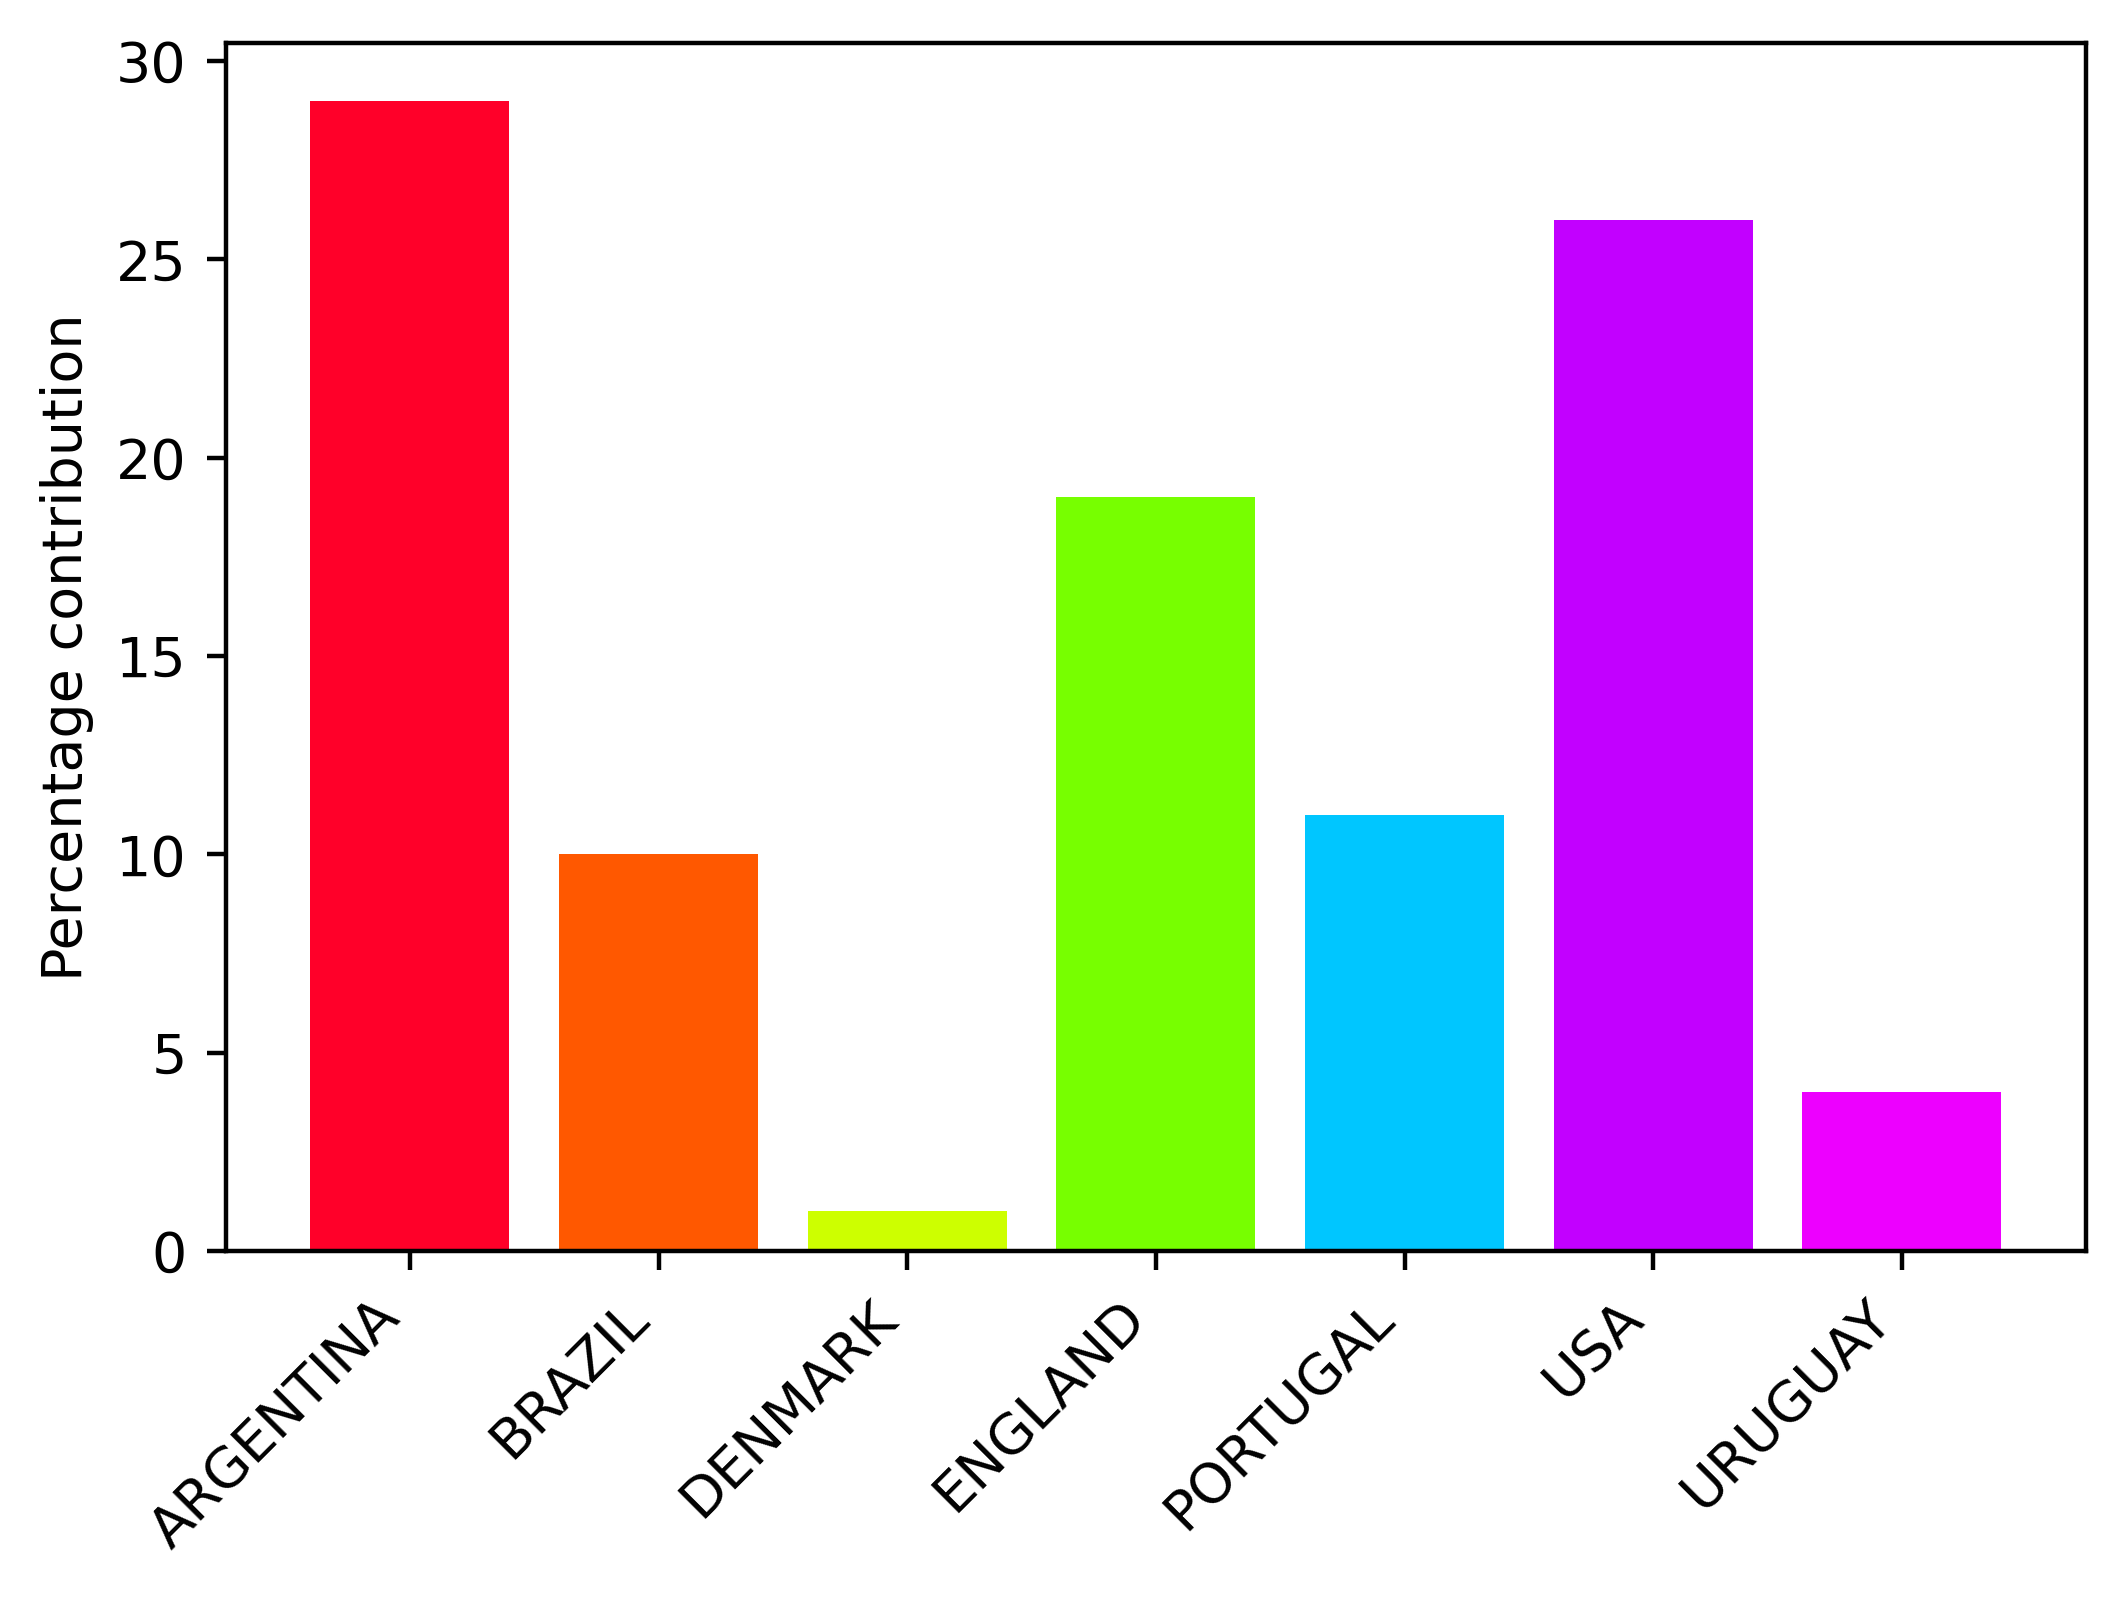 Percentage contribution
30
25
20
15
10
5
0
ARGENTINA
BRAZIL
DENMARK
ENGLAND
PORTUGAL
USA
URUGUAY